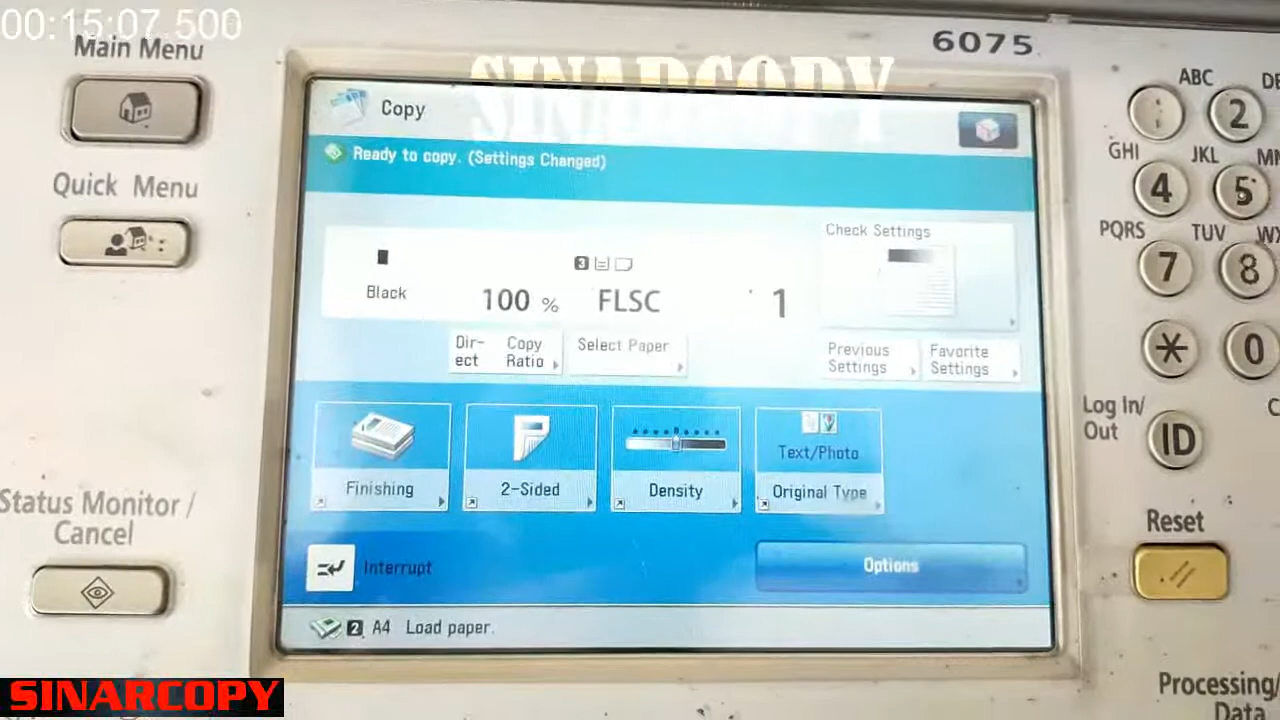 00:15:07.500
Main Menu
6075
SINARCOPY
Copy
ABC
2
Ready to copy. (Settings Changed)
GHI
JKL
4
5
Quick Menu
Check Settings
PQRS
TUV
7
8
3
Black
100 %
FLSC
1
Dir-
ect
Copy
Ratio
Select Paper
Previous
Settings
Favorite
Settings
*
0
Log In/
Out
ID
Finishing
2-Sided
Density
Text/Photo
Original Type
Status Monitor /
Cancel
Reset
Interrupt
Options
2 A4 Load paper.
SINARCOPY
Processing/
Data